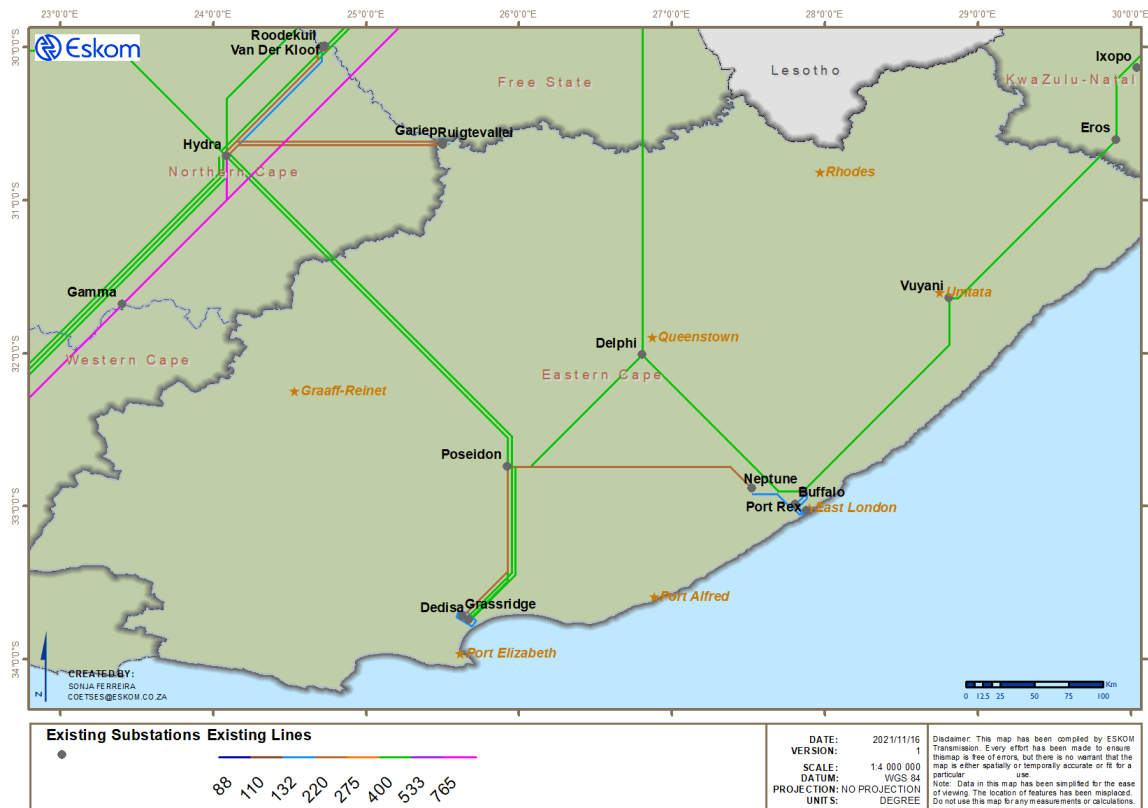 23°0'0"S 24°0'0"S 25°0'0"S 26°0'0"S 27°0'0"S 28°0'0"S 29°0'0"S 30°0'0"S
30°0'0"S
31°0'0"S
32°0'0"S
33°0'0"S
34°0'0"S
Eskom
Roodekuil
Van Der Kloof
Free State
Lesotho
Ixopo
KwaZulu-Natal
Eros
Gariep
Ruigtevallei
Hydra
Northern Cape
Rhodes
Gamma
Vuyani
Umtata
Western Cape
Delphi
Queenstown
Eastern Cape
Graaff-Reinet
Poseidon
Neptune
Buffalo
Port Rex
East London
Port Alfred
Dedisa
Grassridge
Port Elizabeth
N
CREATED BY:
SONJA FERREIRA
COETSES@ESKOM.CO.ZA
Km
0 12.5 25 50 75 100
Existing Substations Existing Lines
88 110 132 220 275 400 533 765
DATE: 2021/11/16
VERSION: 1
SCALE: 1:4 000 000
DATUM: WGS 84
PROJECTION: NO PROJECTION
UNITS: DEGREE
Disclaimer: This map has been compiled by ESKOM
Transmission. Every effort has been made to ensure
thismap is free of errors, but there is no warrant that the
map is either spatially or temporally accurate or fit for a
particular use.
Note: Data in this map has been simplified for the ease
of viewing. The location of features has been misplaced.
Do not use this map for any measurements or calculations.